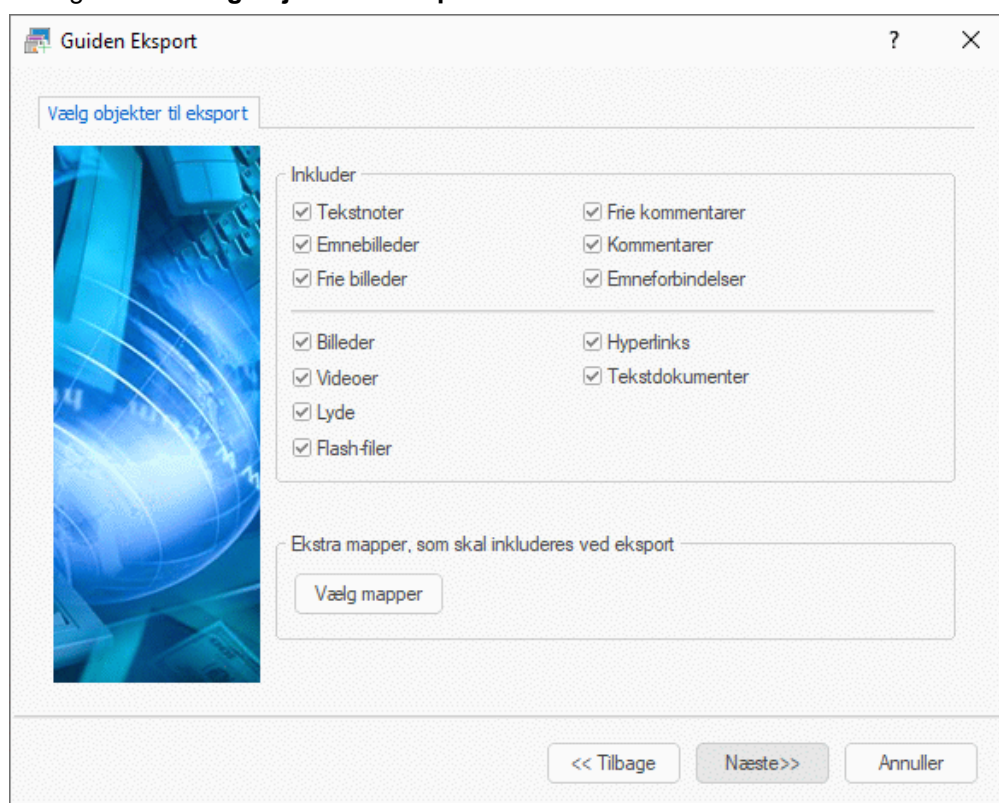 Guiden Eksport ?
Vælg objekter til eksport
Inkluder
Tekstnoter Frie kommentarer
Emnebilleder Kommentarer
Frie billeder Emneforbindelser
Billeder Hyperlinks
Videoer Tekstdokumenter
Lyde
Flash-filer
Ekstra mapper, som skal inkluderes ved eksport
Vælg mapper
<< Tilbage Næste>> Annuller